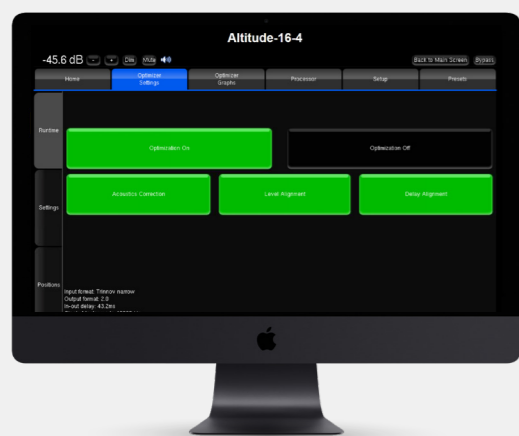 Altitude-16-4
-45.6 dB - + Dim Mute Back to Main Screen Bypass
Home Optimizer Settings Optimizer Graphs Processor Setup Presets
Runtime
Optimization On Optimization Off
Acoustics Correction Level Alignment Delay Alignment
Settings
Positions
Input format: Trinnov narrow
Output format: 2.0
In-out delay: 43.2ms